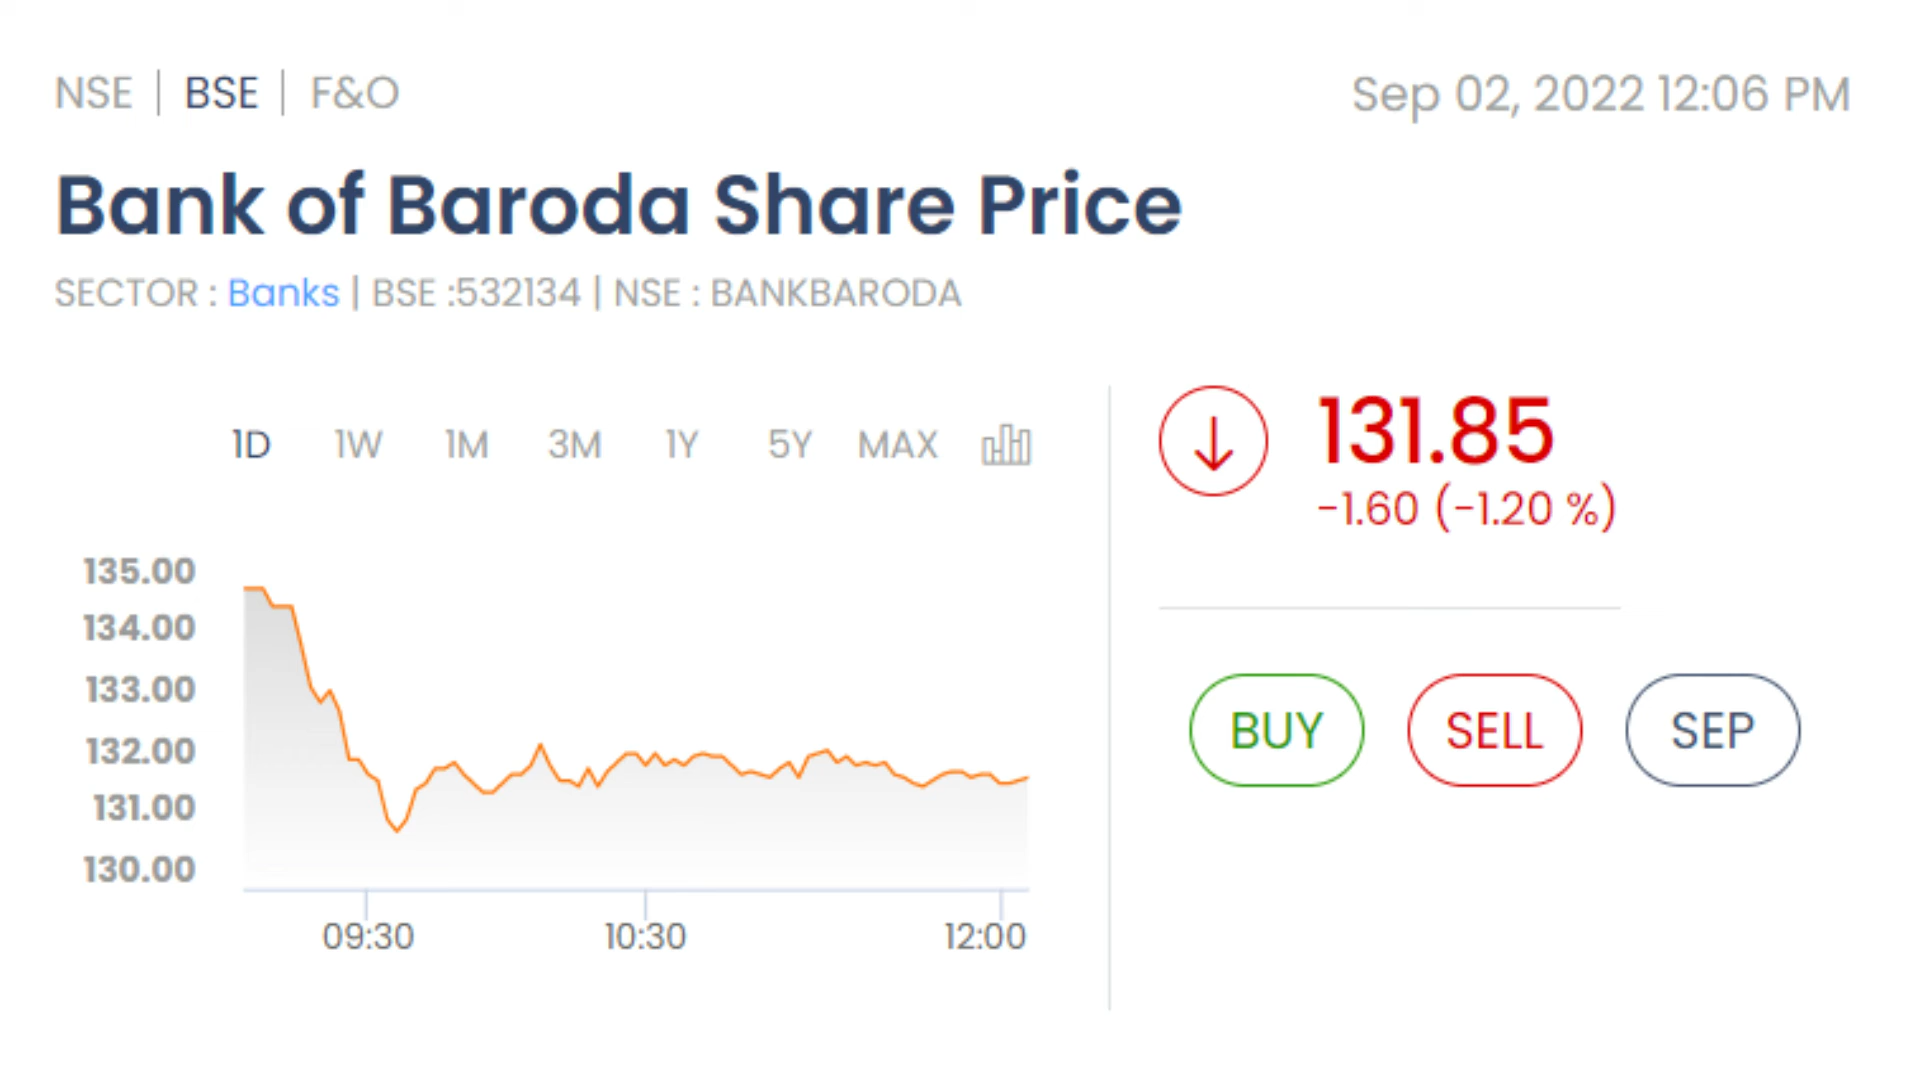 NSE | BSE | F&O
Sep 02, 2022 12:06 PM
Bank of Baroda Share Price
SECTOR : Banks | BSE :532134 | NSE : BANKBARODA
1D 1W 1M 3M 1Y 5Y MAX
131.85
-1.60 (-1.20 %)
BUY SELL SEP
135.00
134.00
133.00
132.00
131.00
130.00
09:30 10:30 12:00